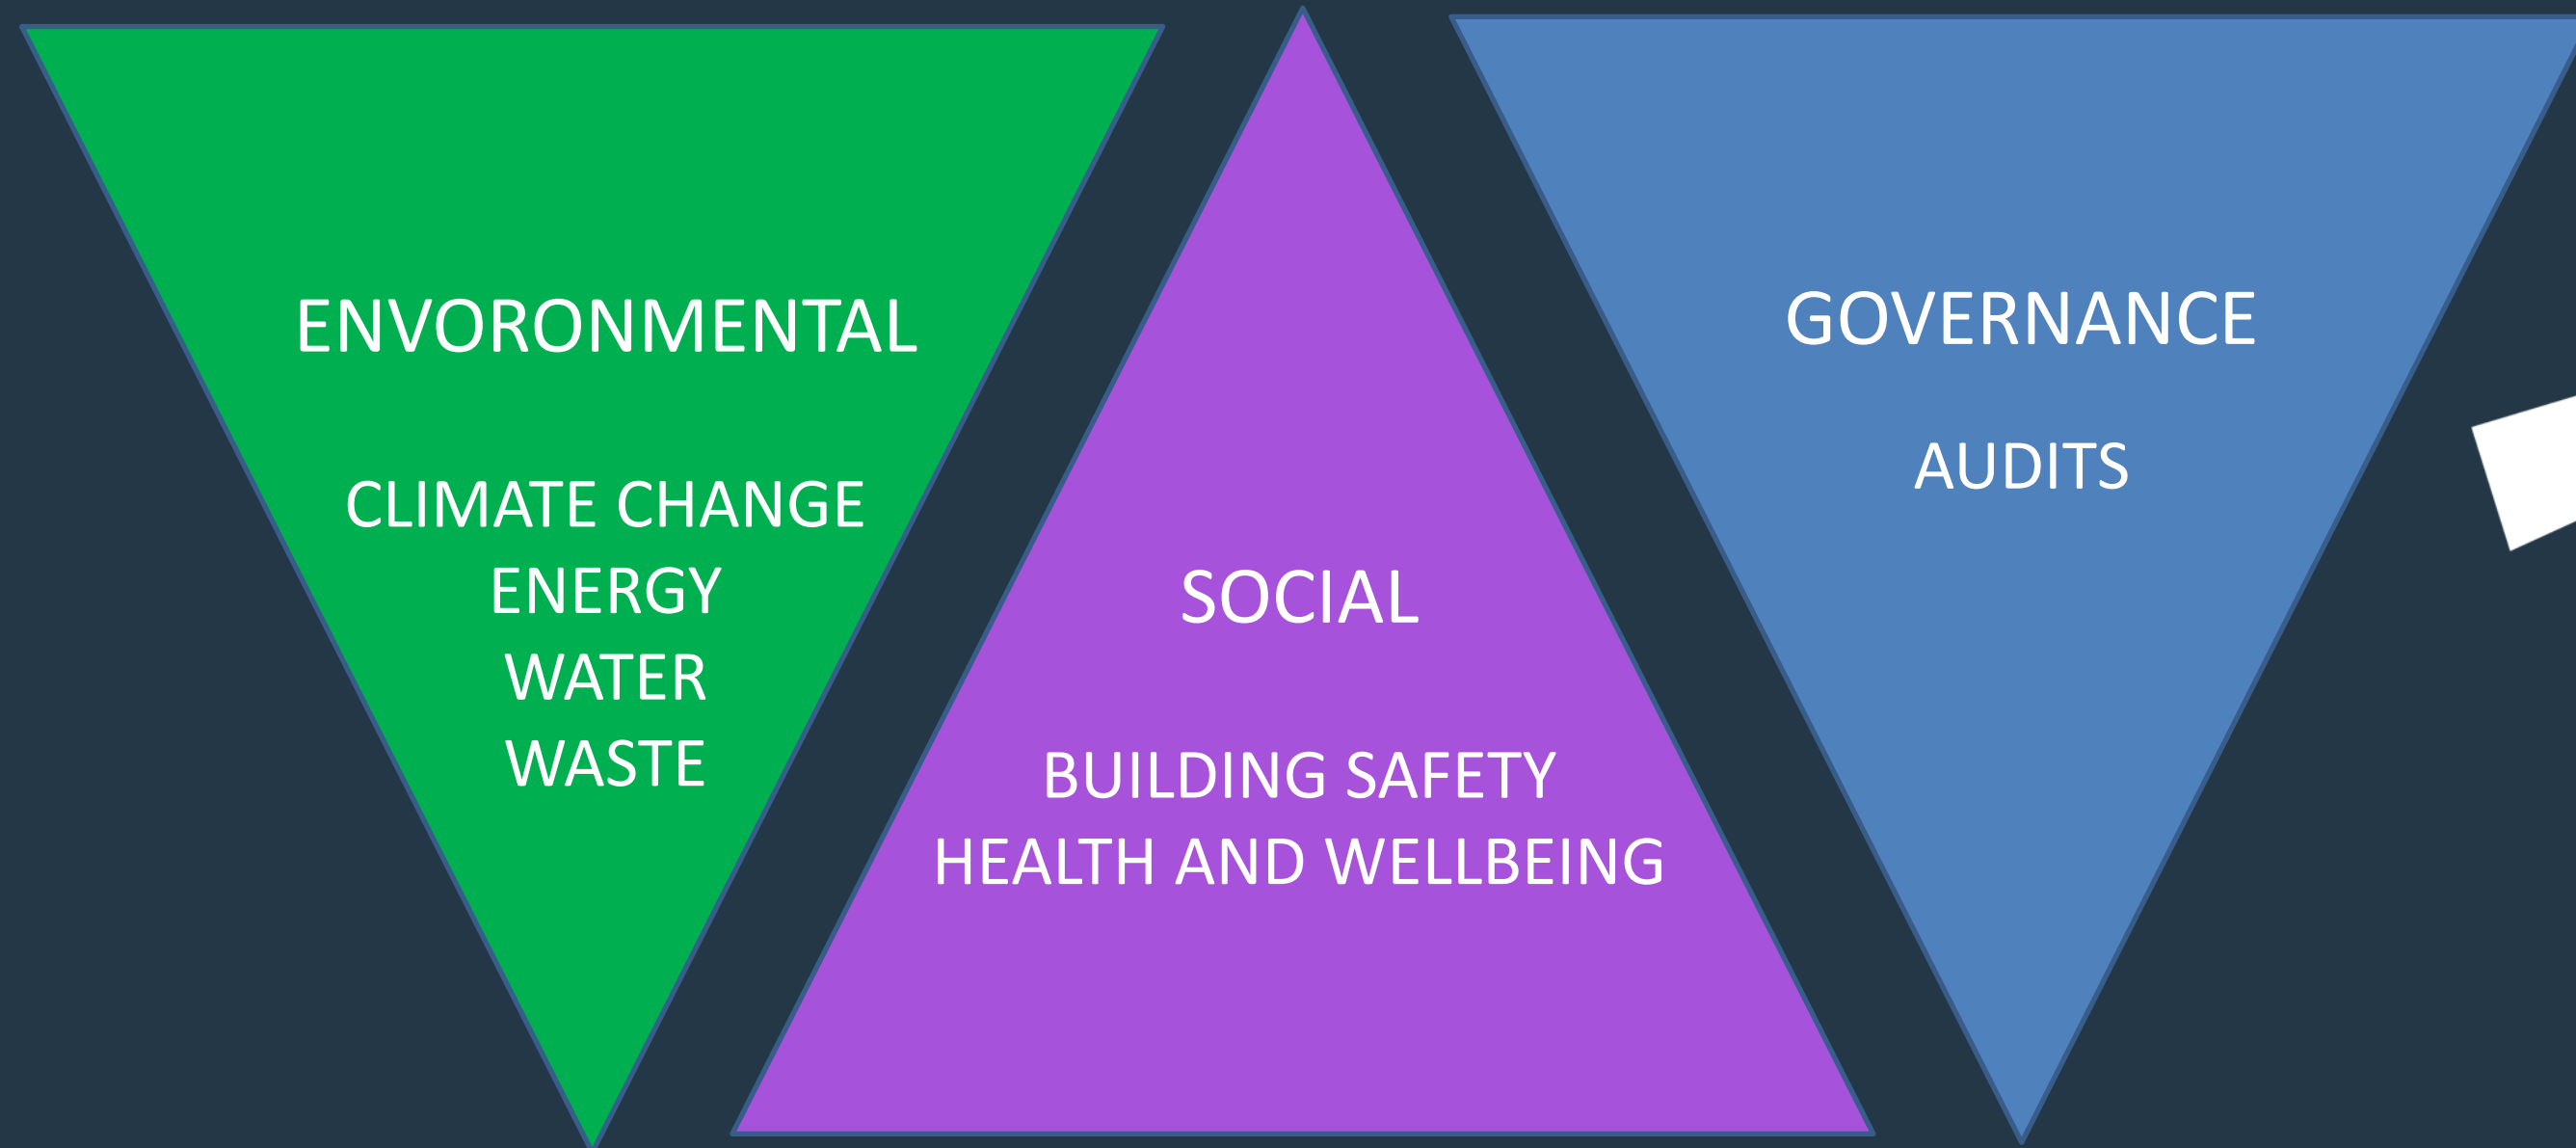 ENVORONMENTAL
CLIMATE CHANGE
ENERGY
WATER
WASTE
SOCIAL
BUILDING SAFETY
HEALTH AND WELLBEING
GOVERNANCE
AUDITS